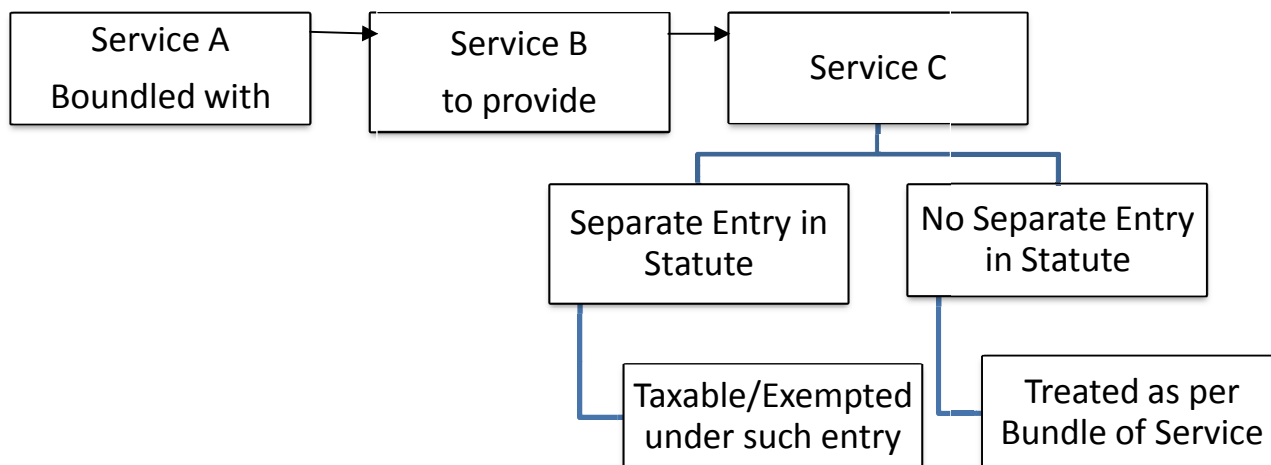 Service A
Boundled with
Service B
to provide
Service C
Separate Entry in
Statute
No Separate Entry
in Statute
Taxable/Exempted
under such entry
Treated as per
Bundle of Service